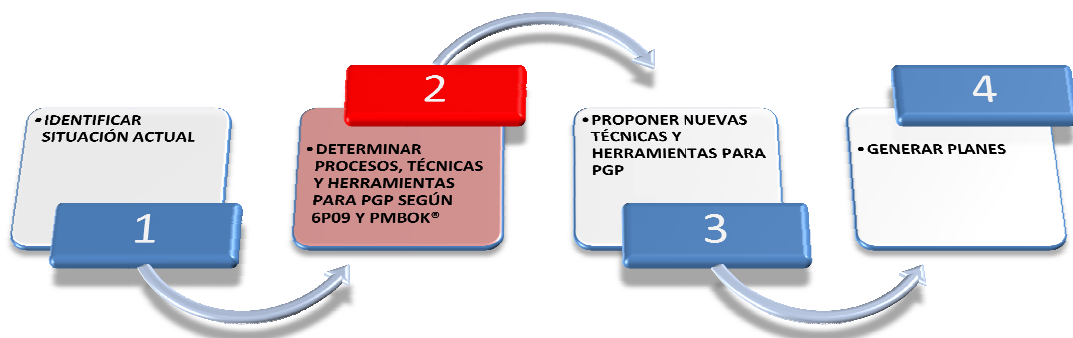 • IDENTIFICAR
SITUACIÓN ACTUAL
1
2
• DETERMINAR
PROCESOS, TÉCNICAS
Y HERRAMIENTAS
PARA PGP SEGÚN
6P09 Y PMBOK®
• PROPONER NUEVAS
TÉCNICAS Y
HERRAMIENTAS PARA
PGP
3
4
• GENERAR PLANES